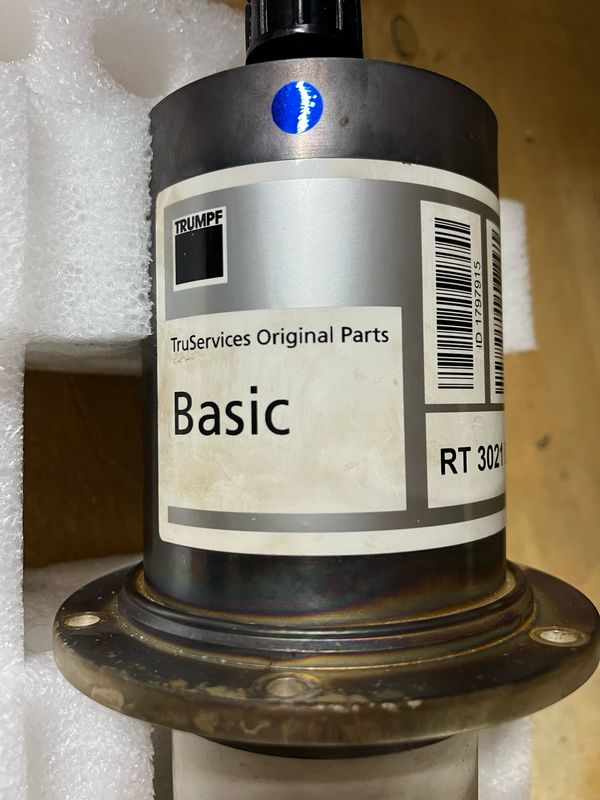 TRUMPF
TruServices Original Parts
Basic
ID 1797915
RT 3021